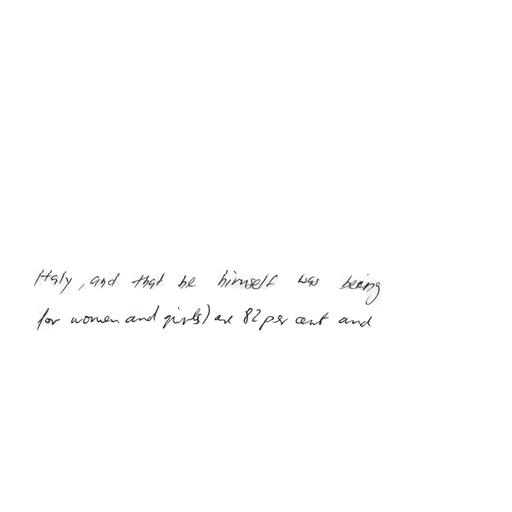 Italy, and that he himself was being
for women and girls) are 82 per cent and